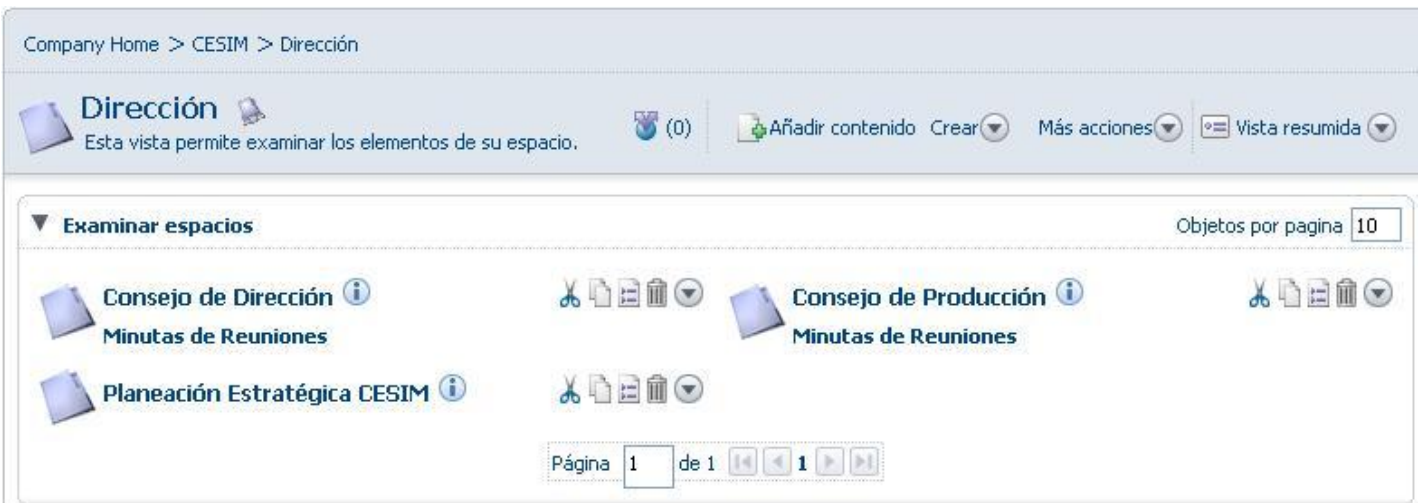 Company Home > CESIM > Dirección
Dirección
Esta vista permite examinar los elementos de su espacio.
(0)
Añadir contenido Crear Más acciones Vista resumida
Examinar espacios
Objetos por pagina 10
Consejo de Dirección
Minutas de Reuniones
Consejo de Producción
Minutas de Reuniones
Planeación Estratégica CESIM
Página 1 de 1 1